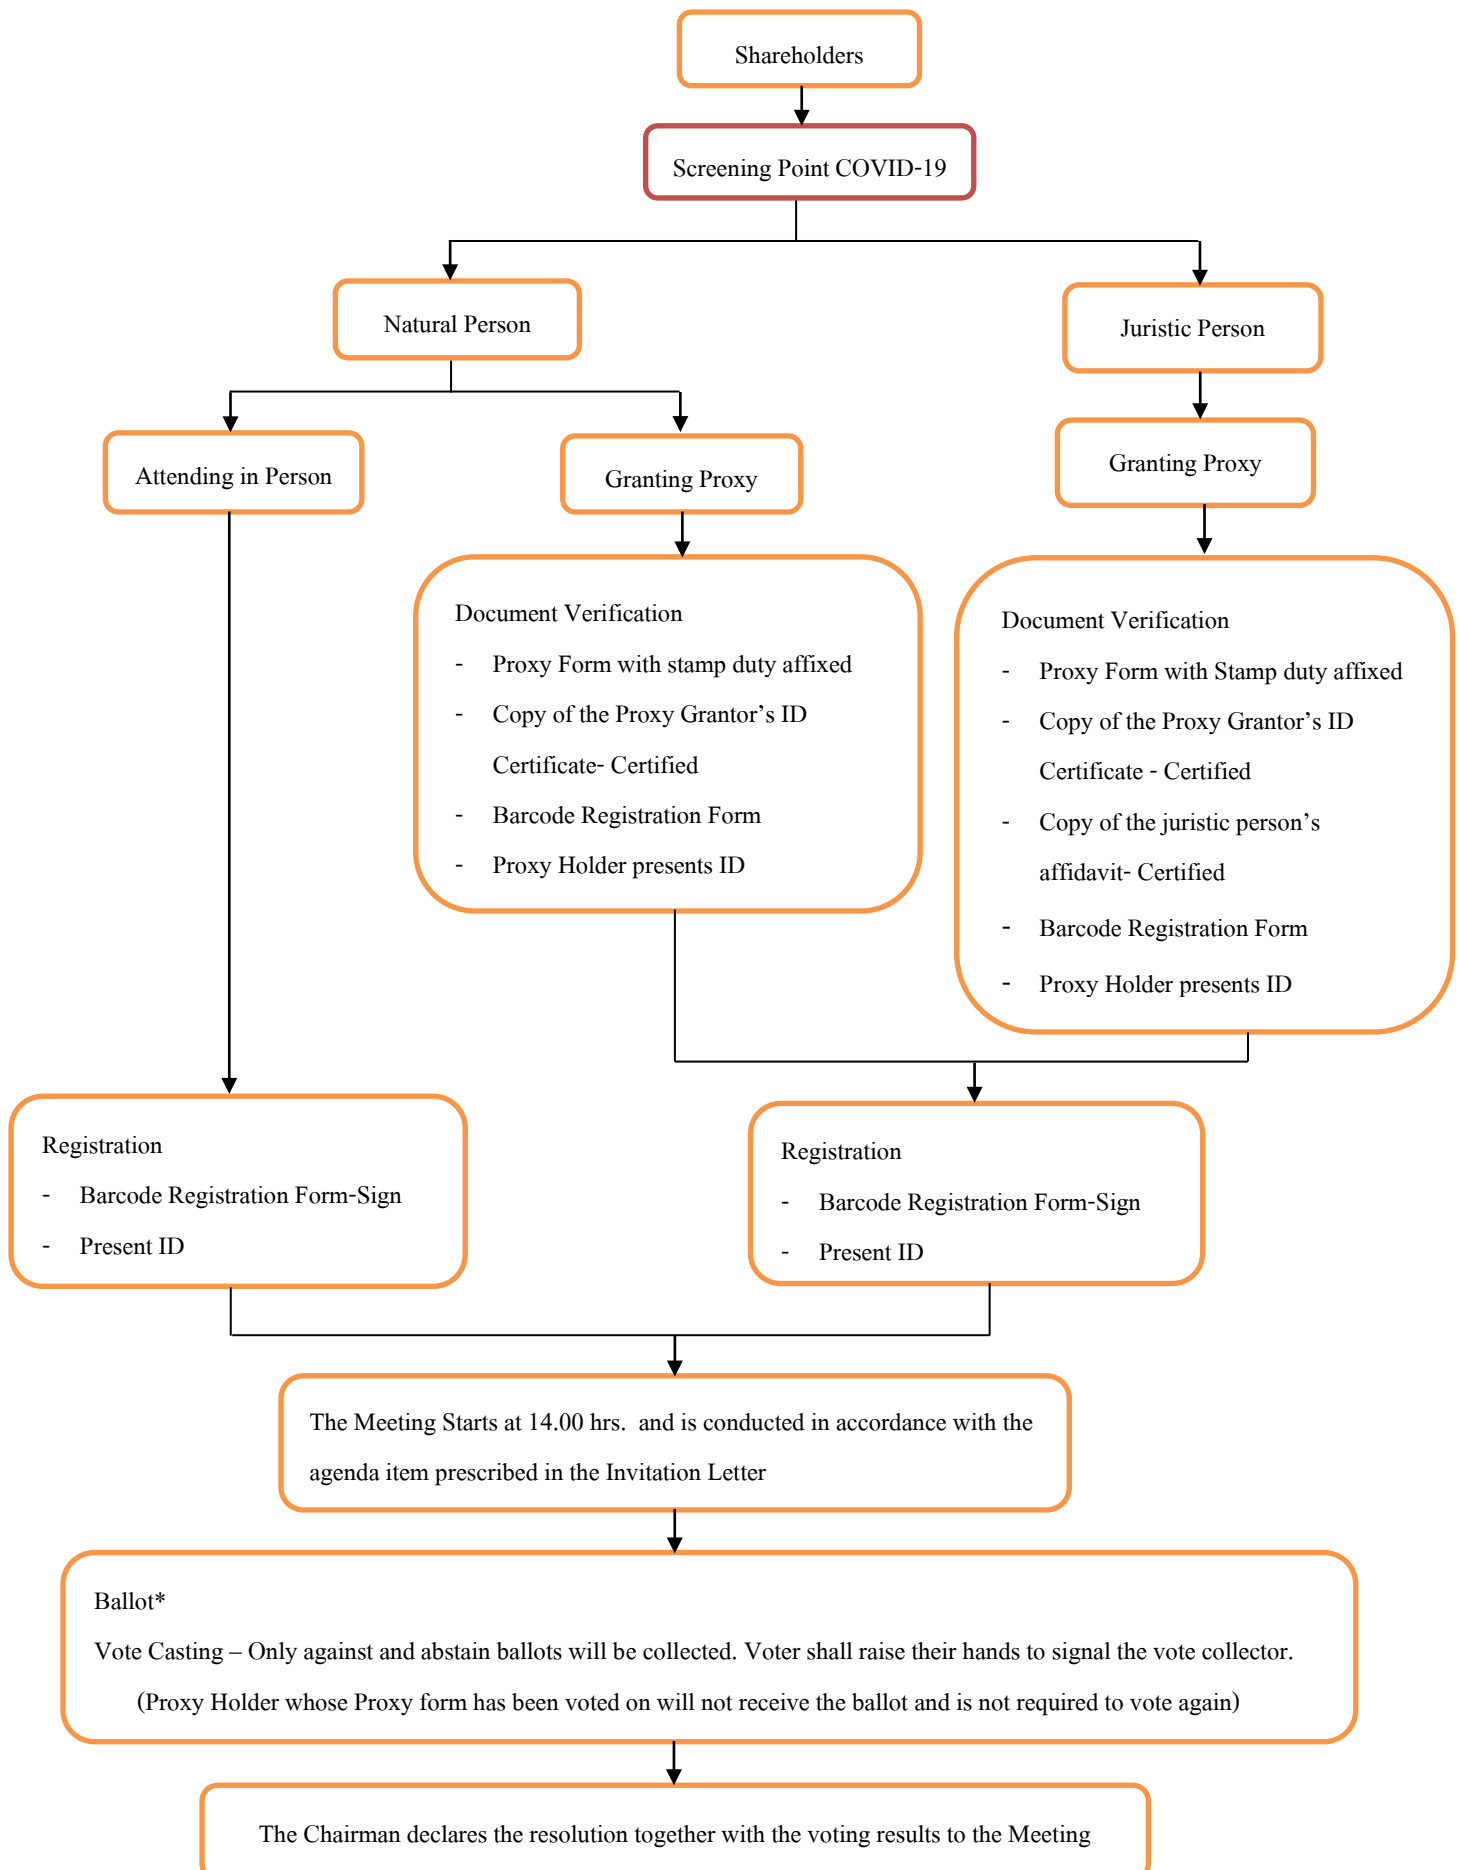 Shareholders
Screening Point COVID-19
Natural Person
Juristic Person
Attending in Person
Granting Proxy
Granting Proxy
Document Verification
- Proxy Form with stamp duty affixed
- Copy of the Proxy Grantor’s ID
Certificate- Certified
- Barcode Registration Form
- Proxy Holder presents ID
Document Verification
- Proxy Form with Stamp duty affixed
- Copy of the Proxy Grantor’s ID
Certificate - Certified
- Copy of the juristic person’s
affidavit- Certified
- Barcode Registration Form
- Proxy Holder presents ID
Registration
- Barcode Registration Form-Sign
- Present ID
Registration
- Barcode Registration Form-Sign
- Present ID
The Meeting Starts at 14.00 hrs.  and is conducted in accordance with the
agenda item prescribed in the Invitation Letter
Ballot*
Vote Casting – Only against and abstain ballots will be collected. Voter shall raise their hands to signal the vote collector.
(Proxy Holder whose Proxy form has been voted on will not receive the ballot and is not required to vote again)
The Chairman declares the resolution together with the voting results to the Meeting